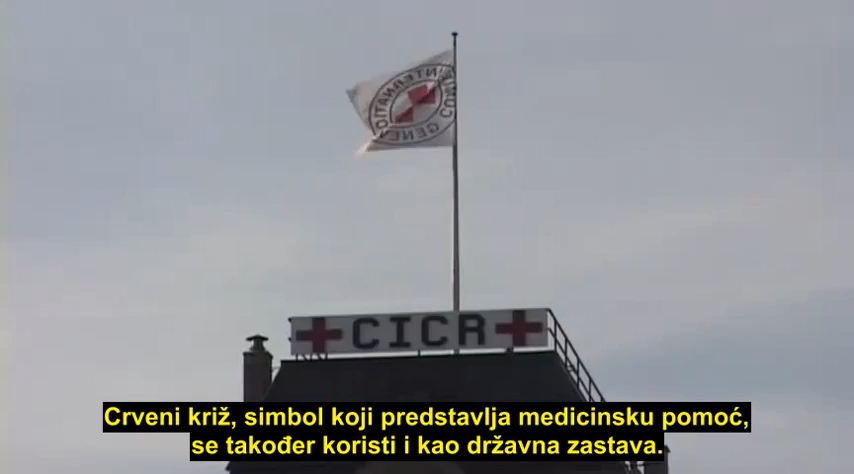 CICR
Crveni križ, simbol koji predstavlja medicinsku pomoć,
se također koristi i kao državna zastava.